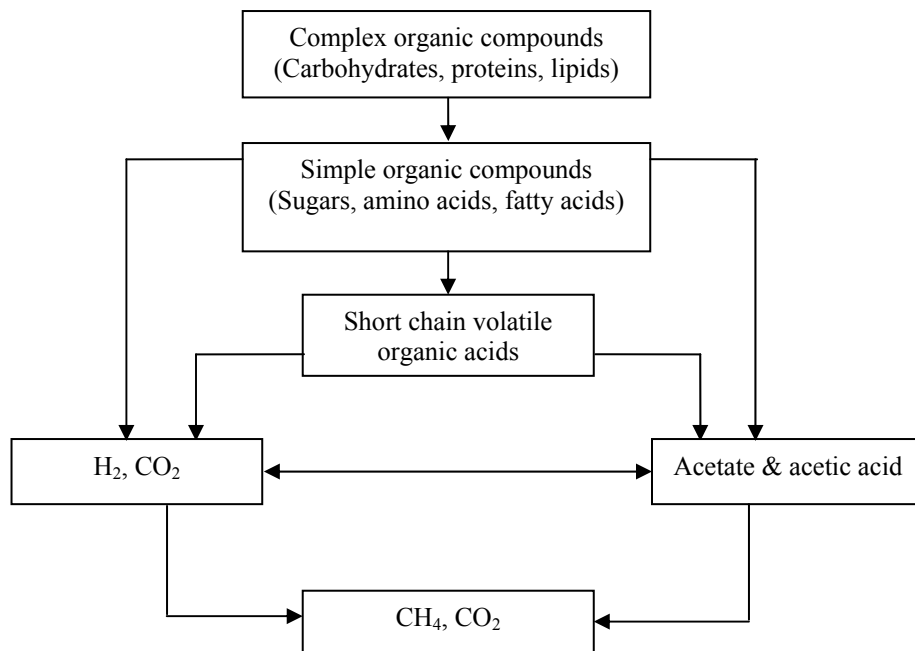 Complex organic compounds
(Carbohydrates, proteins, lipids)
Simple organic compounds
(Sugars, amino acids, fatty acids)
Short chain volatile
organic acids
H₂, CO₂
Acetate & acetic acid
CH₄, CO₂